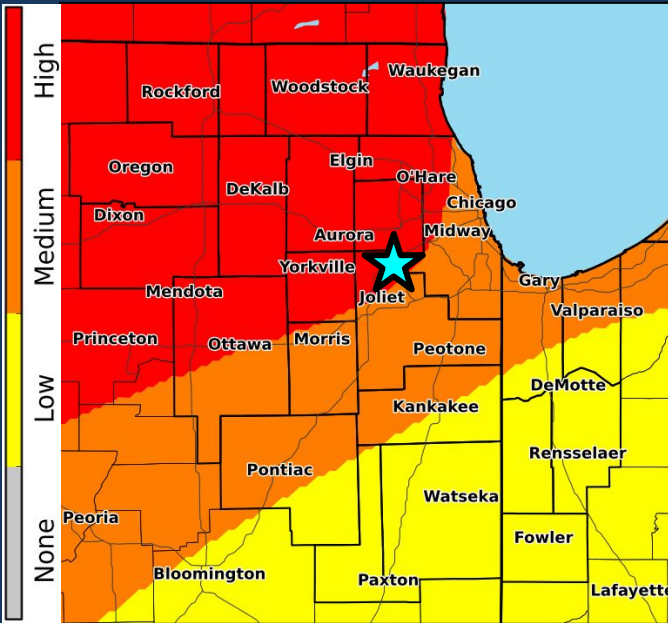 High
Medium
Low
None
Waukegan
Woodstock
Rockford
Elgin
Oregon
O'Hare
DeKalb
Chicago
Dixon
Midway
Aurora
Yorkville
Gary
Mendota
Joliet
Valparaiso
Princeton
Morris
Ottawa
Peotone
DeMotte
Kankakee
Rensselaer
Pontiac
Watseka
Peoria
Fowler
Bloomington
Paxton
Lafayette